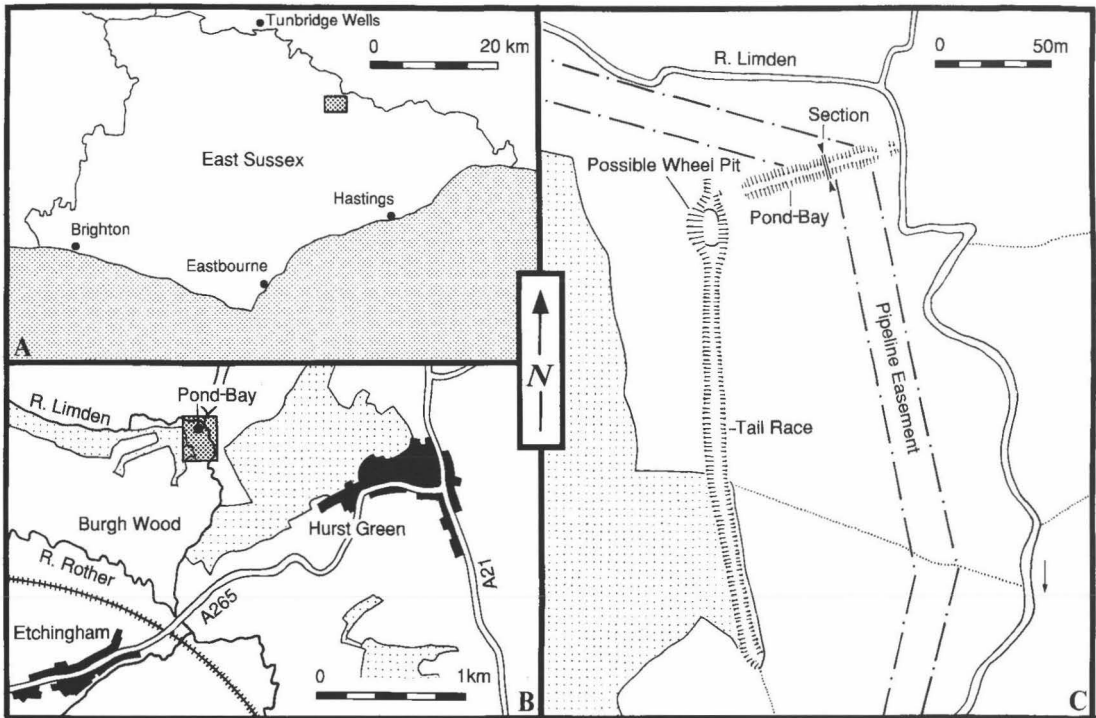 Tunbridge Wells
0 20 km
East Sussex
Hastings
Brighton
Eastbourne
A
N
Pond-Bay
R. Limden
Burgh Wood
Hurst Green
R. Rother
A265
A21
Etchingham
0 1km
B
R. Limden
0 50m
Section
Possible Wheel Pit
Pond-Bay
Pipeline Easement
Tail Race
C